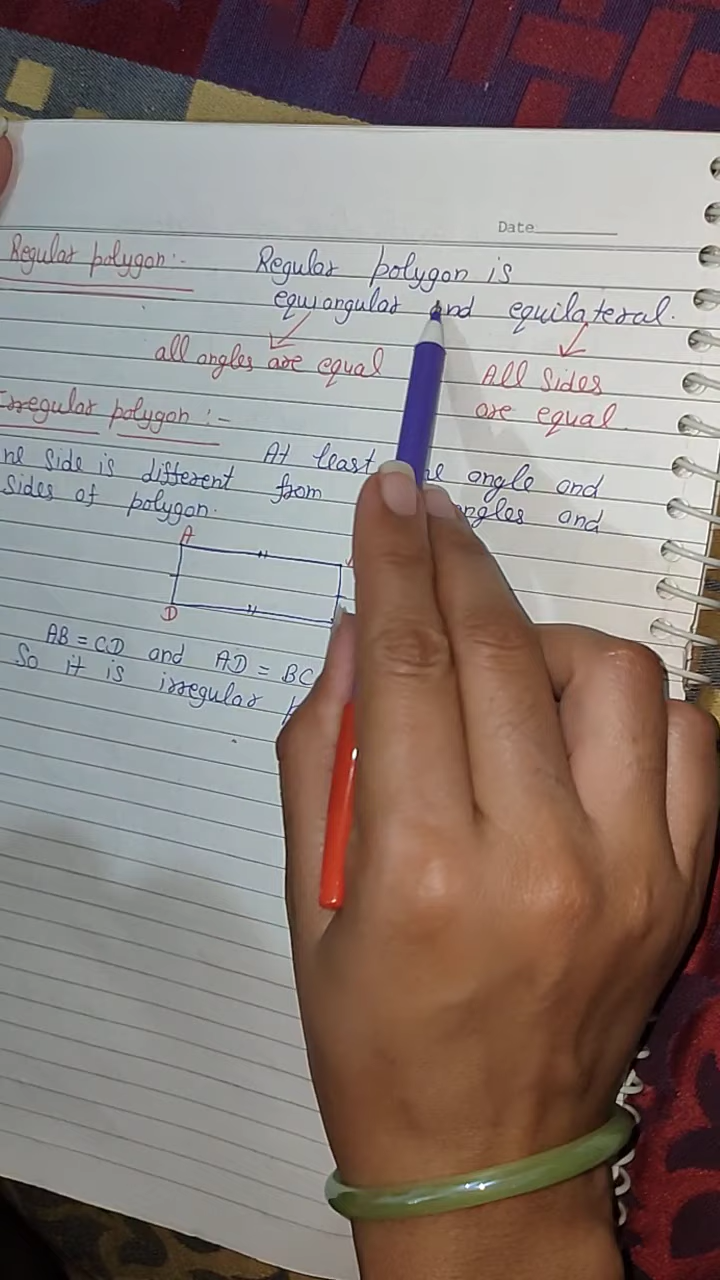 Date
Regular polygon :- Regular polygon is
equiangular and equilateral.
all angles are equal All Sides
are equal
Irregular polygon :-
At least angle and
Side is different from angles and
sides of polygon.
A
D
AB = CD and AD = BC
So it is irregular